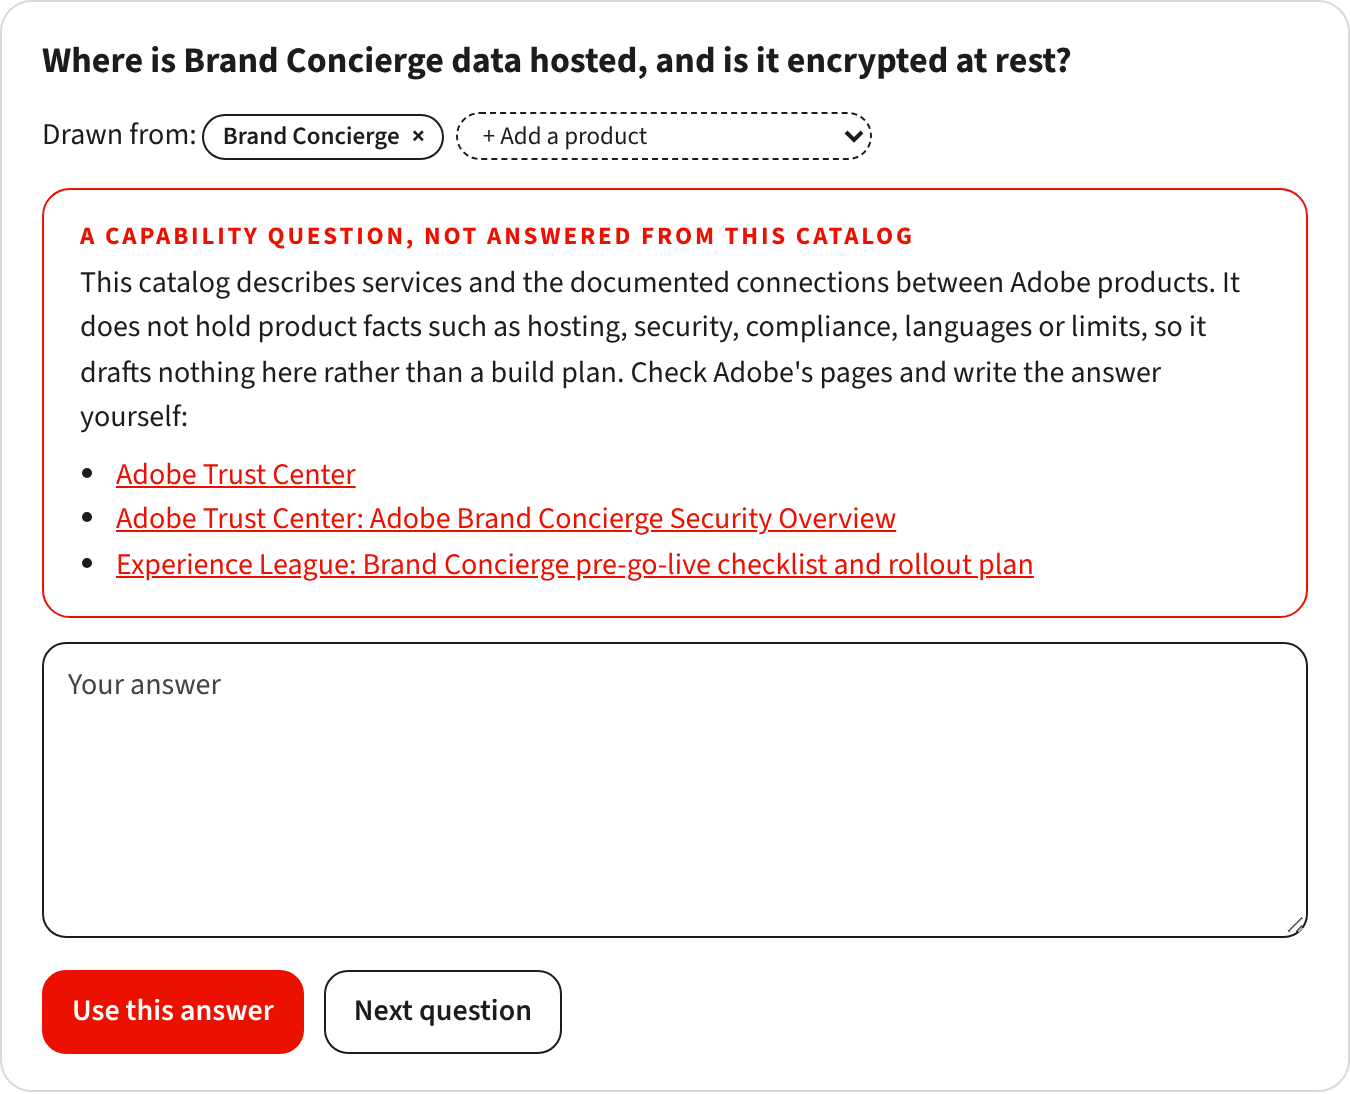 Where is Brand Concierge data hosted, and is it encrypted at rest?
Drawn from: Brand Concierge × + Add a product
A CAPABILITY QUESTION, NOT ANSWERED FROM THIS CATALOG
This catalog describes services and the documented connections between Adobe products. It
does not hold product facts such as hosting, security, compliance, languages or limits, so it
drafts nothing here rather than a build plan. Check Adobe's pages and write the answer
yourself:
• Adobe Trust Center
• Adobe Trust Center: Adobe Brand Concierge Security Overview
• Experience League: Brand Concierge pre-go-live checklist and rollout plan
Your answer
Use this answer Next question